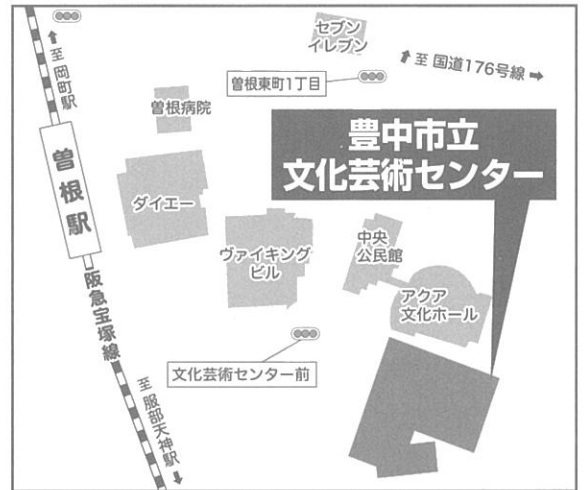 セブン
イレブン
至 国道176号線
至 岡町駅
曽根東町1丁目
曽根病院
豊中市立
文化芸術センター
曽根駅
ダイエー
ヴァイキング
ビル
中央
公民館
アクア
文化ホール
阪急宝塚線
文化芸術センター前
至 服部天神駅